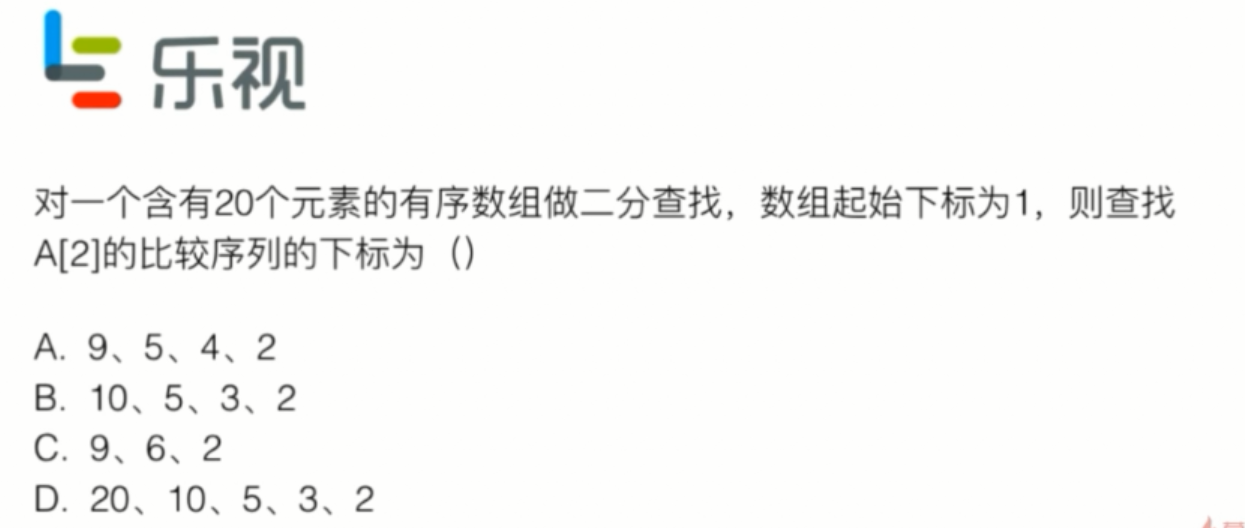 乐视
对一个含有20个元素的有序数组做二分查找，数组起始下标为1，则查找
A[2]的比较序列的下标为（）
A. 9、5、4、2
B. 10、5、3、2
C. 9、6、2
D. 20、10、5、3、2